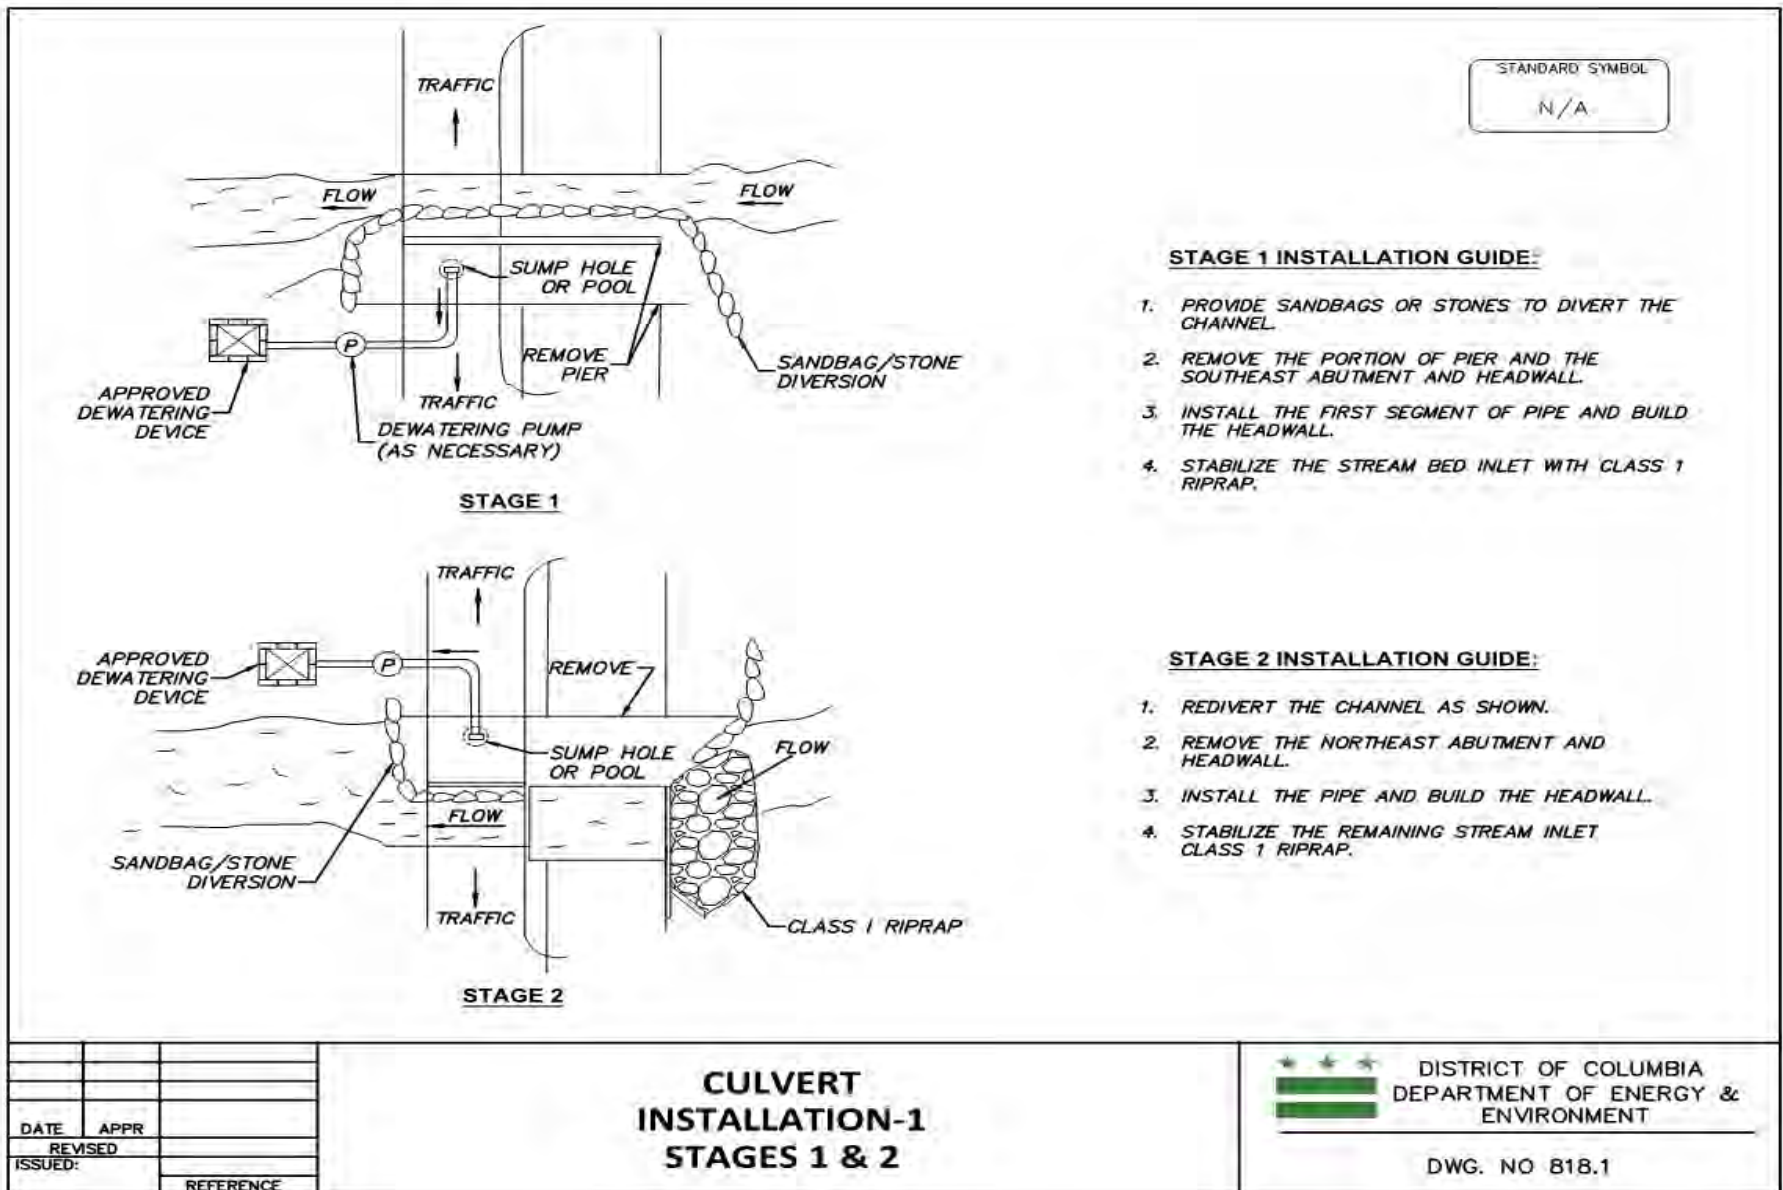 STANDARD SYMBOL
N/A
TRAFFIC
FLOW
FLOW
SUMP HOLE
OR POOL
REMOVE
PIER
SANDBAG/STONE
DIVERSION
APPROVED
DEWATERING
DEVICE
P
TRAFFIC
DEWATERING PUMP
(AS NECESSARY)
STAGE 1
STAGE 1 INSTALLATION GUIDE:
1. PROVIDE SANDBAGS OR STONES TO DIVERT THE
CHANNEL.
2. REMOVE THE PORTION OF PIER AND THE
SOUTHEAST ABUTMENT AND HEADWALL.
3. INSTALL THE FIRST SEGMENT OF PIPE AND BUILD
THE HEADWALL.
4. STABILIZE THE STREAM BED INLET WITH CLASS 1
RIPRAP.
TRAFFIC
APPROVED
DEWATERING
DEVICE
P
REMOVE
SUMP HOLE
OR POOL
FLOW
FLOW
SANDBAG/STONE
DIVERSION
TRAFFIC
CLASS I RIPRAP
STAGE 2
STAGE 2 INSTALLATION GUIDE:
1. REDIVERT THE CHANNEL AS SHOWN.
2. REMOVE THE NORTHEAST ABUTMENT AND
HEADWALL.
3. INSTALL THE PIPE AND BUILD THE HEADWALL.
4. STABILIZE THE REMAINING STREAM INLET
CLASS 1 RIPRAP.
DATE APPR
REVISED
ISSUED:
REFERENCE
CULVERT
INSTALLATION-1
STAGES 1 & 2
DISTRICT OF COLUMBIA
DEPARTMENT OF ENERGY &
ENVIRONMENT
DWG. NO 818.1